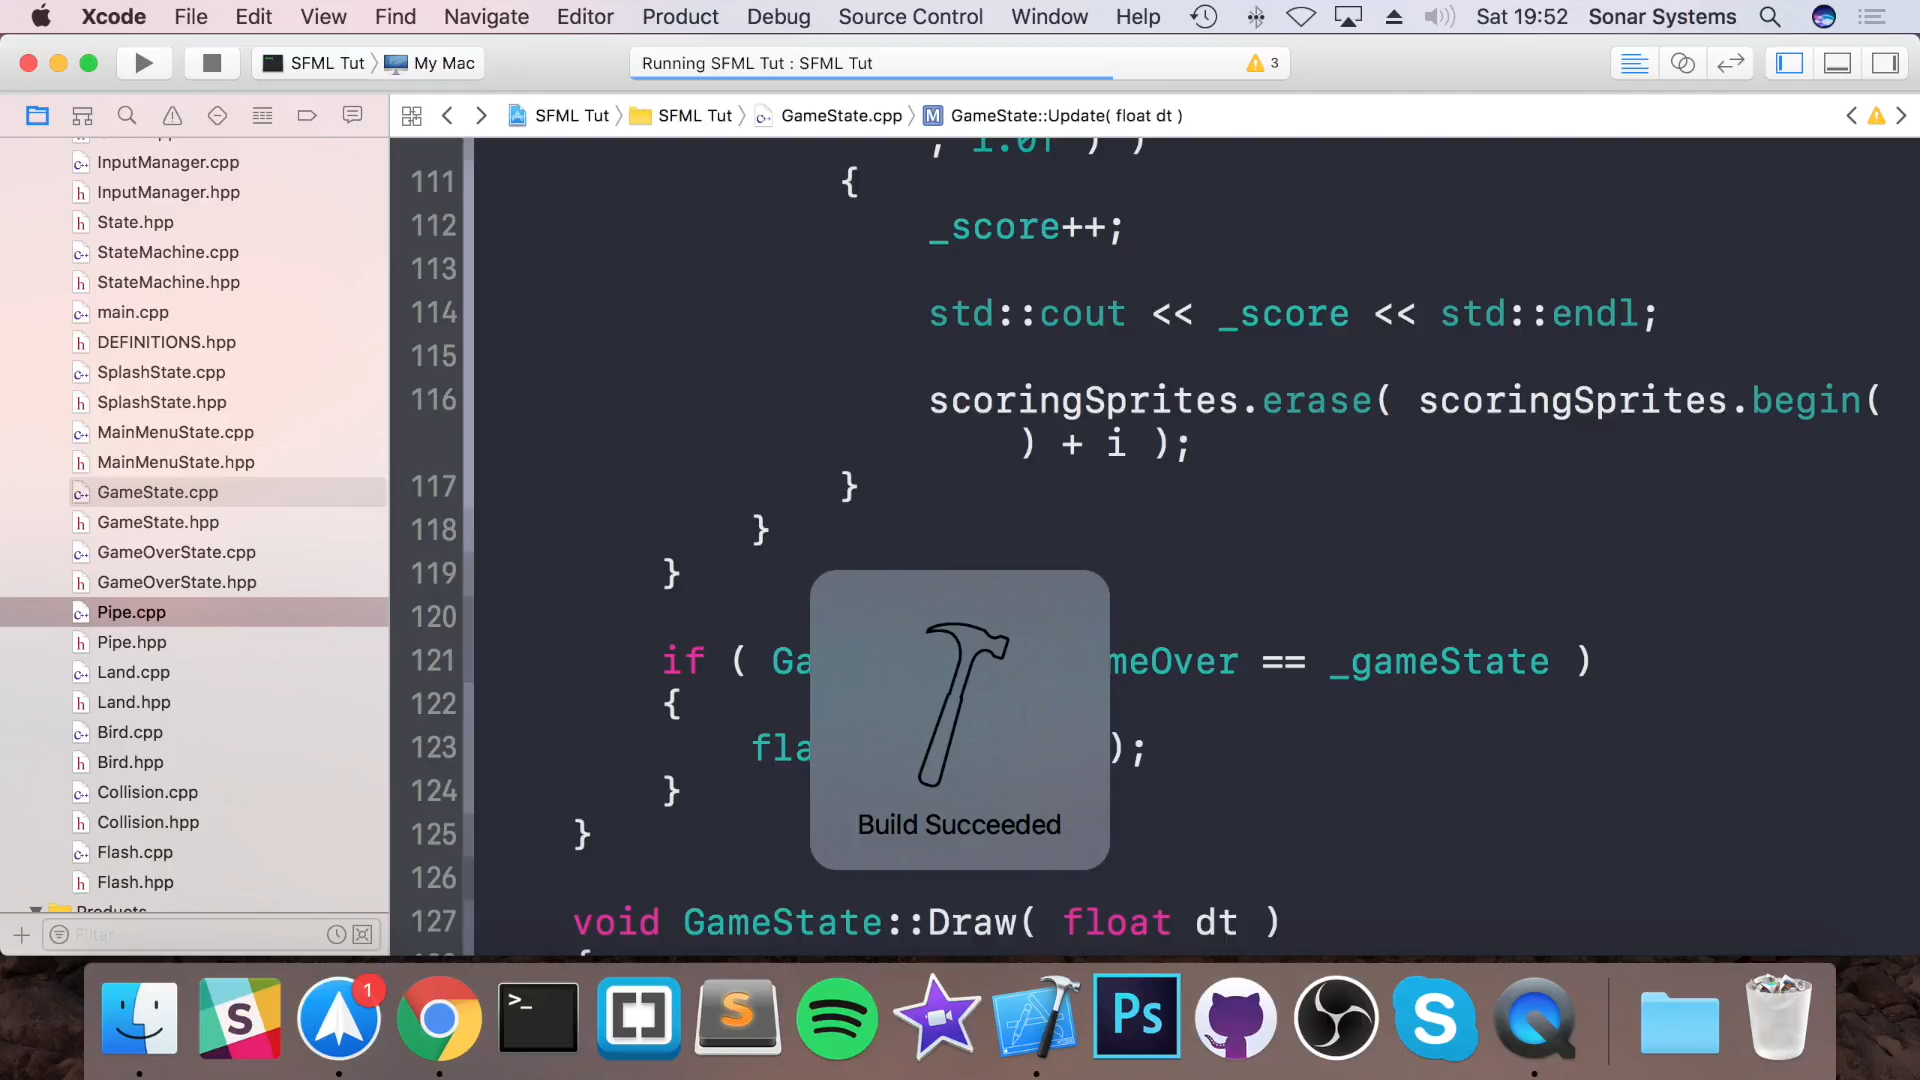 Xcode File Edit View Find Navigate Editor Product Debug Source Control Window Help Sat 19:52 Sonar Systems
SFML Tut My Mac Running SFML Tut : SFML Tut 3
SFML Tut SFML Tut GameState.cpp M GameState::Update( float dt )
InputManager.cpp
InputManager.hpp
State.hpp
StateMachine.cpp
StateMachine.hpp
main.cpp
DEFINITIONS.hpp
SplashState.cpp
SplashState.hpp
MainMenuState.cpp
MainMenuState.hpp
GameState.cpp
GameState.hpp
GameOverState.cpp
GameOverState.hpp
Pipe.cpp
Pipe.hpp
Land.cpp
Land.hpp
Bird.cpp
Bird.hpp
Collision.cpp
Collision.hpp
Flash.cpp
Flash.hpp
Products
Filter
, 1.0f ) )
111 {
112 _score++;
113
114 std::cout << _score << std::endl;
115
116 scoringSprites.erase( scoringSprites.begin(
) + i );
117 }
118 }
119 }
120
121 if ( Ga meOver == _gameState )
122 {
123 fla );
124 }
125 }
126
127 void GameState::Draw( float dt )
Build Succeeded
1
S
>_
S
Ps
S